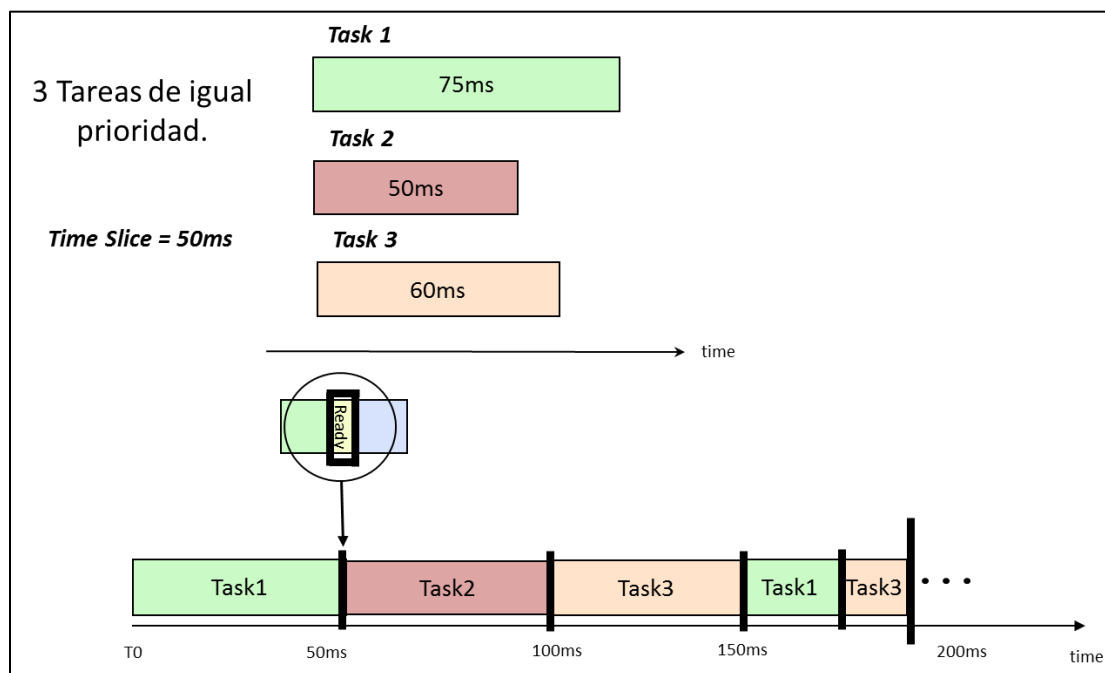 Task 1
75ms
3 Tareas de igual
prioridad.
Task 2
50ms
Time Slice = 50ms
Task 3
60ms
time
Ready
Task1
Task2
Task3
Task1
Task3
. . .
T0
50ms
100ms
150ms
200ms
time